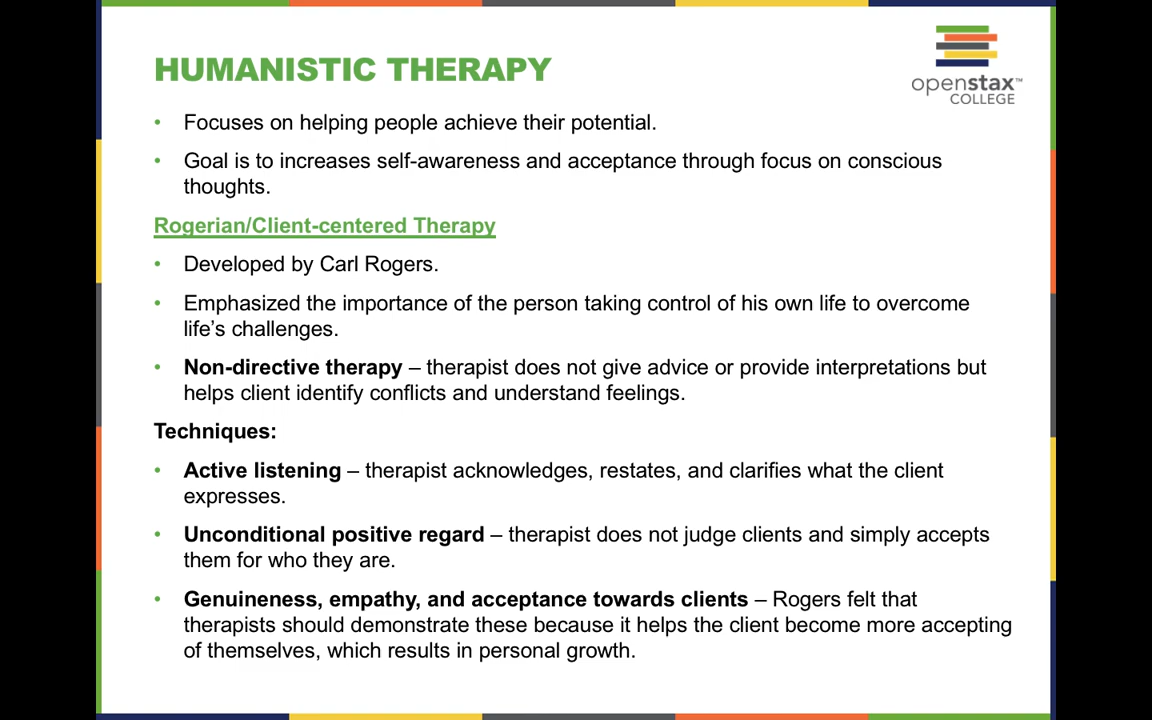 HUMANISTIC THERAPY
openstax™
COLLEGE
• Focuses on helping people achieve their potential.
• Goal is to increases self-awareness and acceptance through focus on conscious
thoughts.
Rogerian/Client-centered Therapy
• Developed by Carl Rogers.
• Emphasized the importance of the person taking control of his own life to overcome
life’s challenges.
• Non-directive therapy – therapist does not give advice or provide interpretations but
helps client identify conflicts and understand feelings.
Techniques:
• Active listening – therapist acknowledges, restates, and clarifies what the client
expresses.
• Unconditional positive regard – therapist does not judge clients and simply accepts
them for who they are.
• Genuineness, empathy, and acceptance towards clients – Rogers felt that
therapists should demonstrate these because it helps the client become more accepting
of themselves, which results in personal growth.